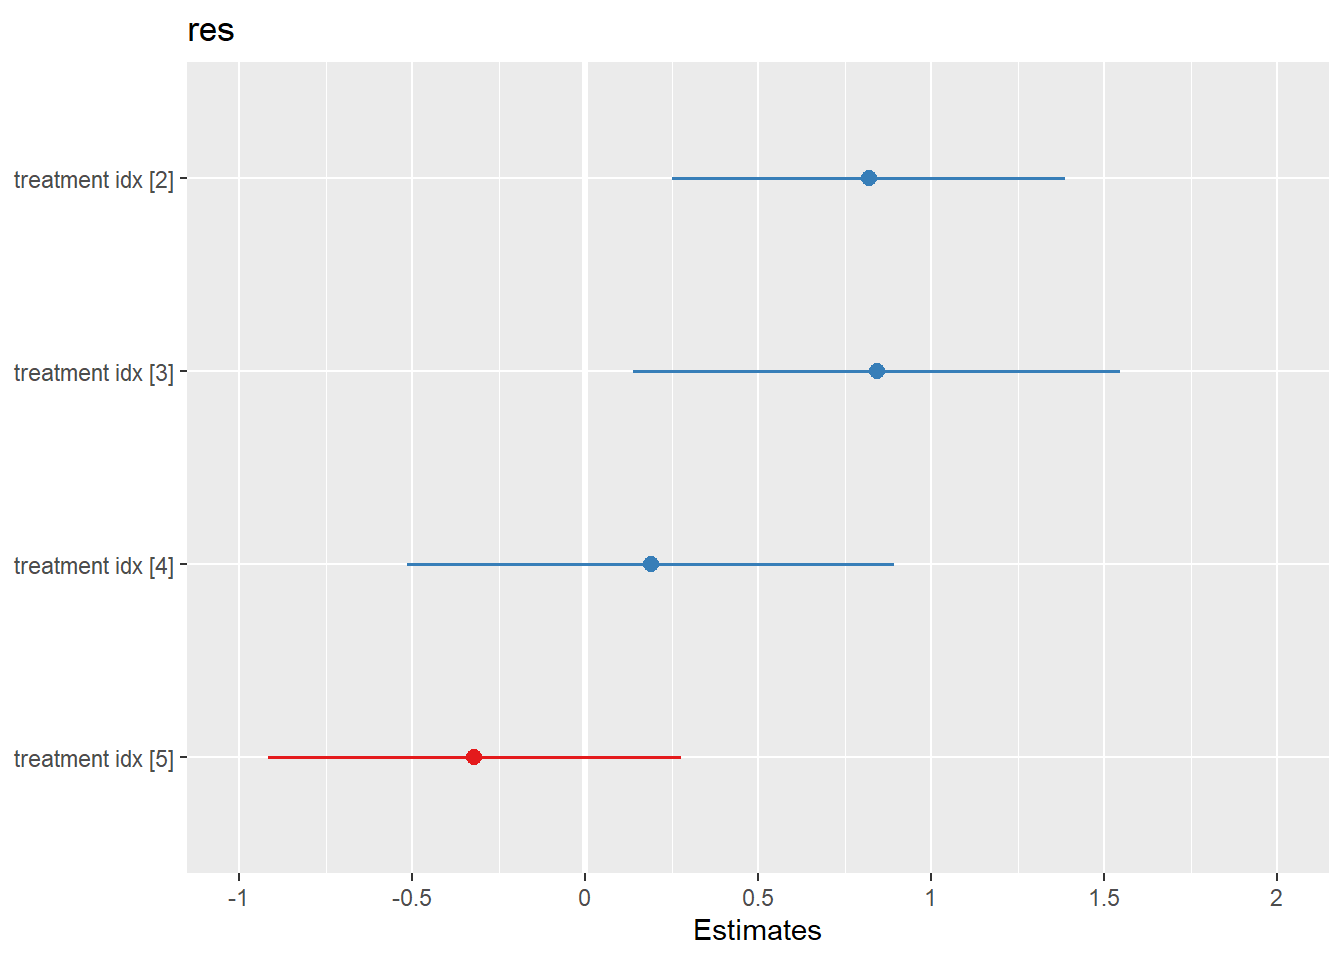 res
treatment idx [2]
treatment idx [3]
treatment idx [4]
treatment idx [5]
-1 -0.5 0 0.5 1 1.5 2
Estimates